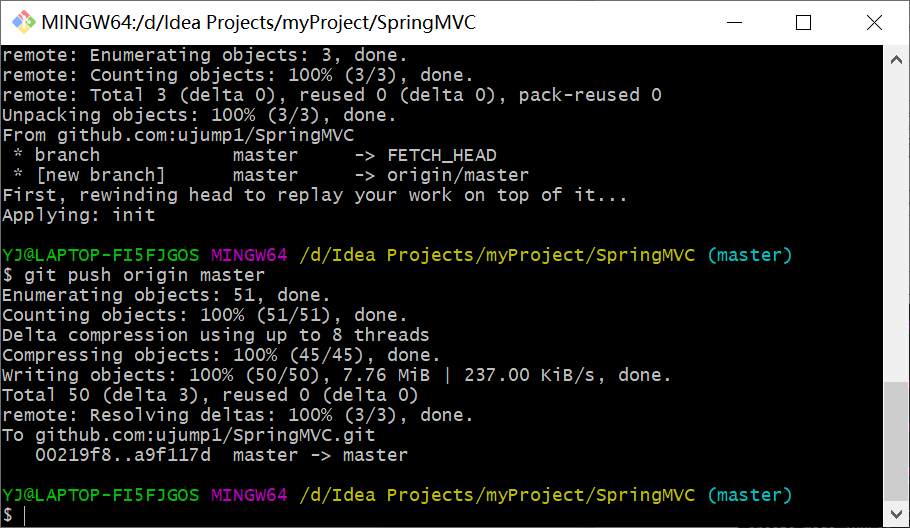 MINGW64:/d/Idea Projects/myProject/SpringMVC
remote: Enumerating objects: 3, done.
remote: Counting objects: 100% (3/3), done.
remote: Total 3 (delta 0), reused 0 (delta 0), pack-reused 0
Unpacking objects: 100% (3/3), done.
From github.com:ujump1/SpringMVC
 * branch            master     -> FETCH_HEAD
 * [new branch]      master     -> origin/master
First, rewinding head to replay your work on top of it...
Applying: init
YJ@LAPTOP-FI5FJGOS MINGW64 /d/Idea Projects/myProject/SpringMVC (master)
$ git push origin master
Enumerating objects: 51, done.
Counting objects: 100% (51/51), done.
Delta compression using up to 8 threads
Compressing objects: 100% (45/45), done.
Writing objects: 100% (50/50), 7.76 MiB | 237.00 KiB/s, done.
Total 50 (delta 3), reused 0 (delta 0)
remote: Resolving deltas: 100% (3/3), done.
To github.com:ujump1/SpringMVC.git
   00219f8..a9f117d  master -> master
YJ@LAPTOP-FI5FJGOS MINGW64 /d/Idea Projects/myProject/SpringMVC (master)
$